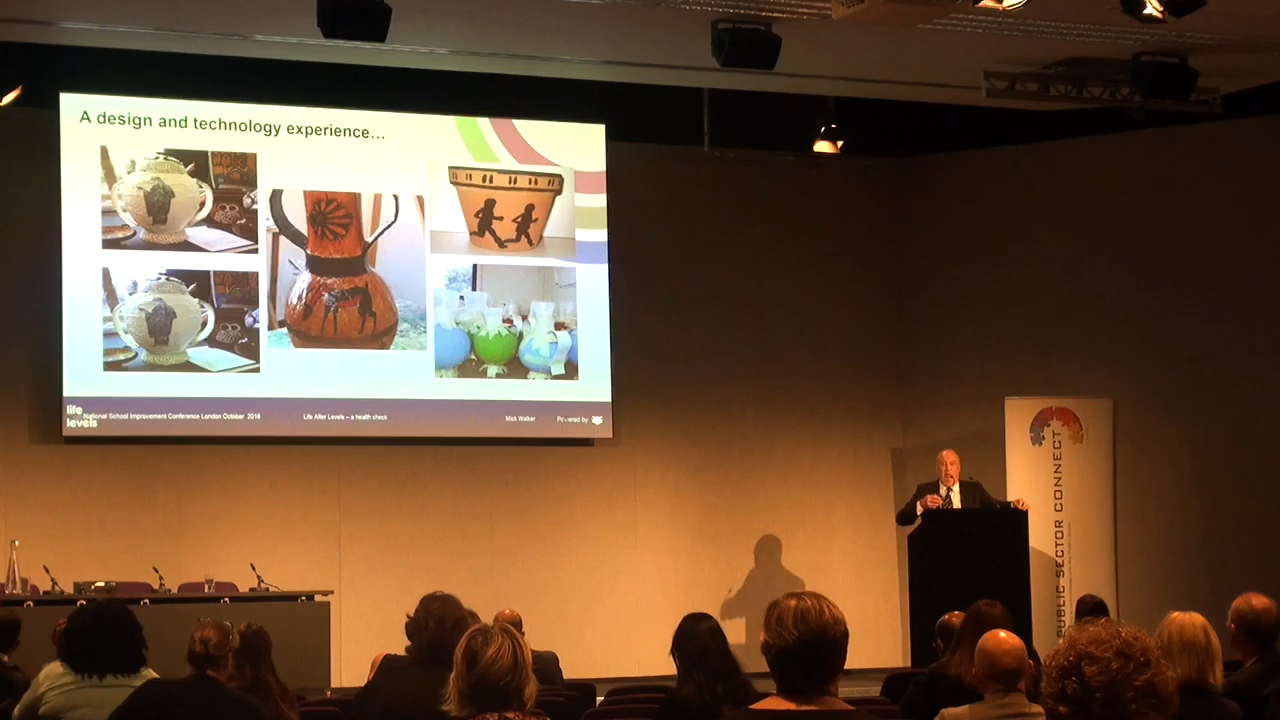 A design and technology experience...
life
levels
National School Improvement Conference London October 2016
Life After Levels – a health check
Mick Walker
Powered by
PUBLIC SECTOR CONNECT